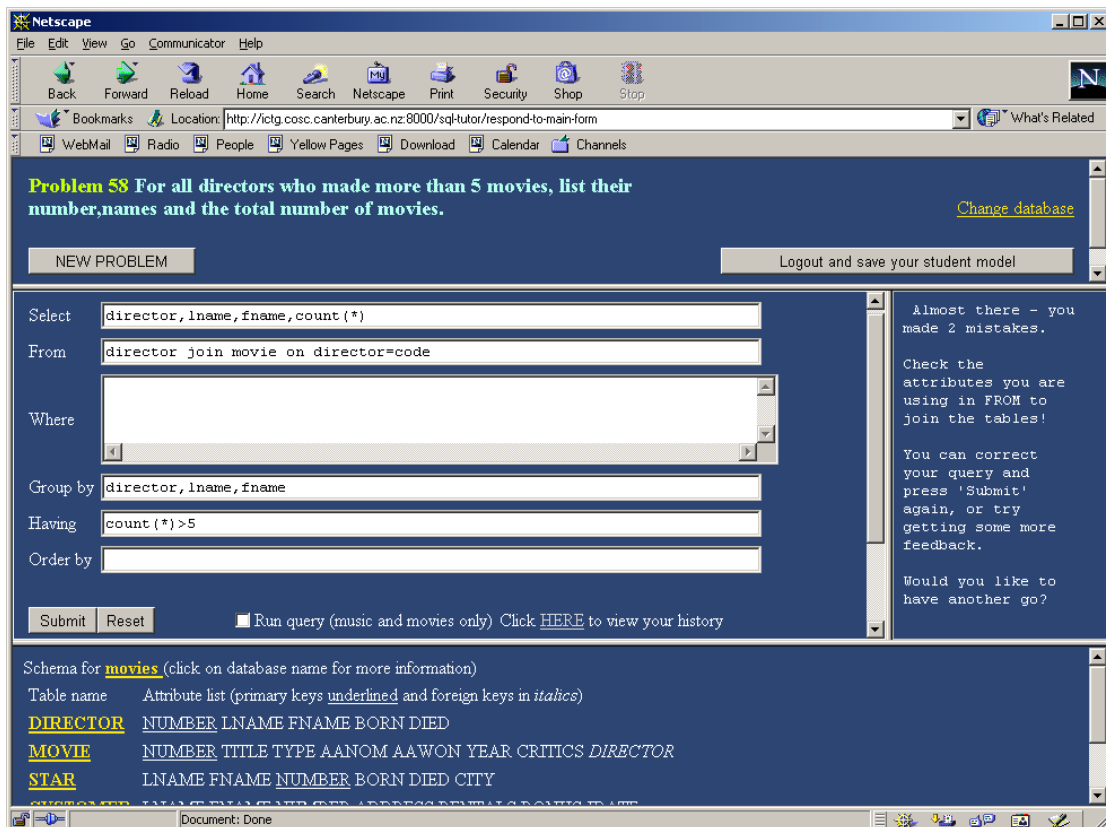 Netscape
File Edit View Go Communicator Help
Back Forward Reload Home Search Netscape Print Security Shop Stop
Bookmarks Location: http://ictg.cosc.canterbury.ac.nz:8000/sql-tutor/respond-to-main-form What's Related
WebMail Radio People Yellow Pages Download Calendar Channels
Problem 58 For all directors who made more than 5 movies, list their
number,names and the total number of movies.
Change database
NEW PROBLEM
Logout and save your student model
Select director,lname,fname,count(*)
From director join movie on director=code
Where
Group by director,lname,fname
Having count(*)>5
Order by
Submit Reset Run query (music and movies only) Click HERE to view your history
Almost there - you
made 2 mistakes.
Check the
attributes you are
using in FROM to
join the tables!
You can correct
your query and
press 'Submit'
again, or try
getting some more
feedback.
Would you like to
have another go?
Schema for movies (click on database name for more information)
Table name Attribute list (primary keys underlined and foreign keys in italics)
DIRECTOR NUMBER LNAME FNAME BORN DIED
MOVIE NUMBER TITLE TYPE AANOM AAWON YEAR CRITICS DIRECTOR
STAR LNAME FNAME NUMBER BORN DIED CITY
CUSTOMER LNAME FNAME NUMBER ADDRESS RENTALS BONUS JDATE
Document: Done